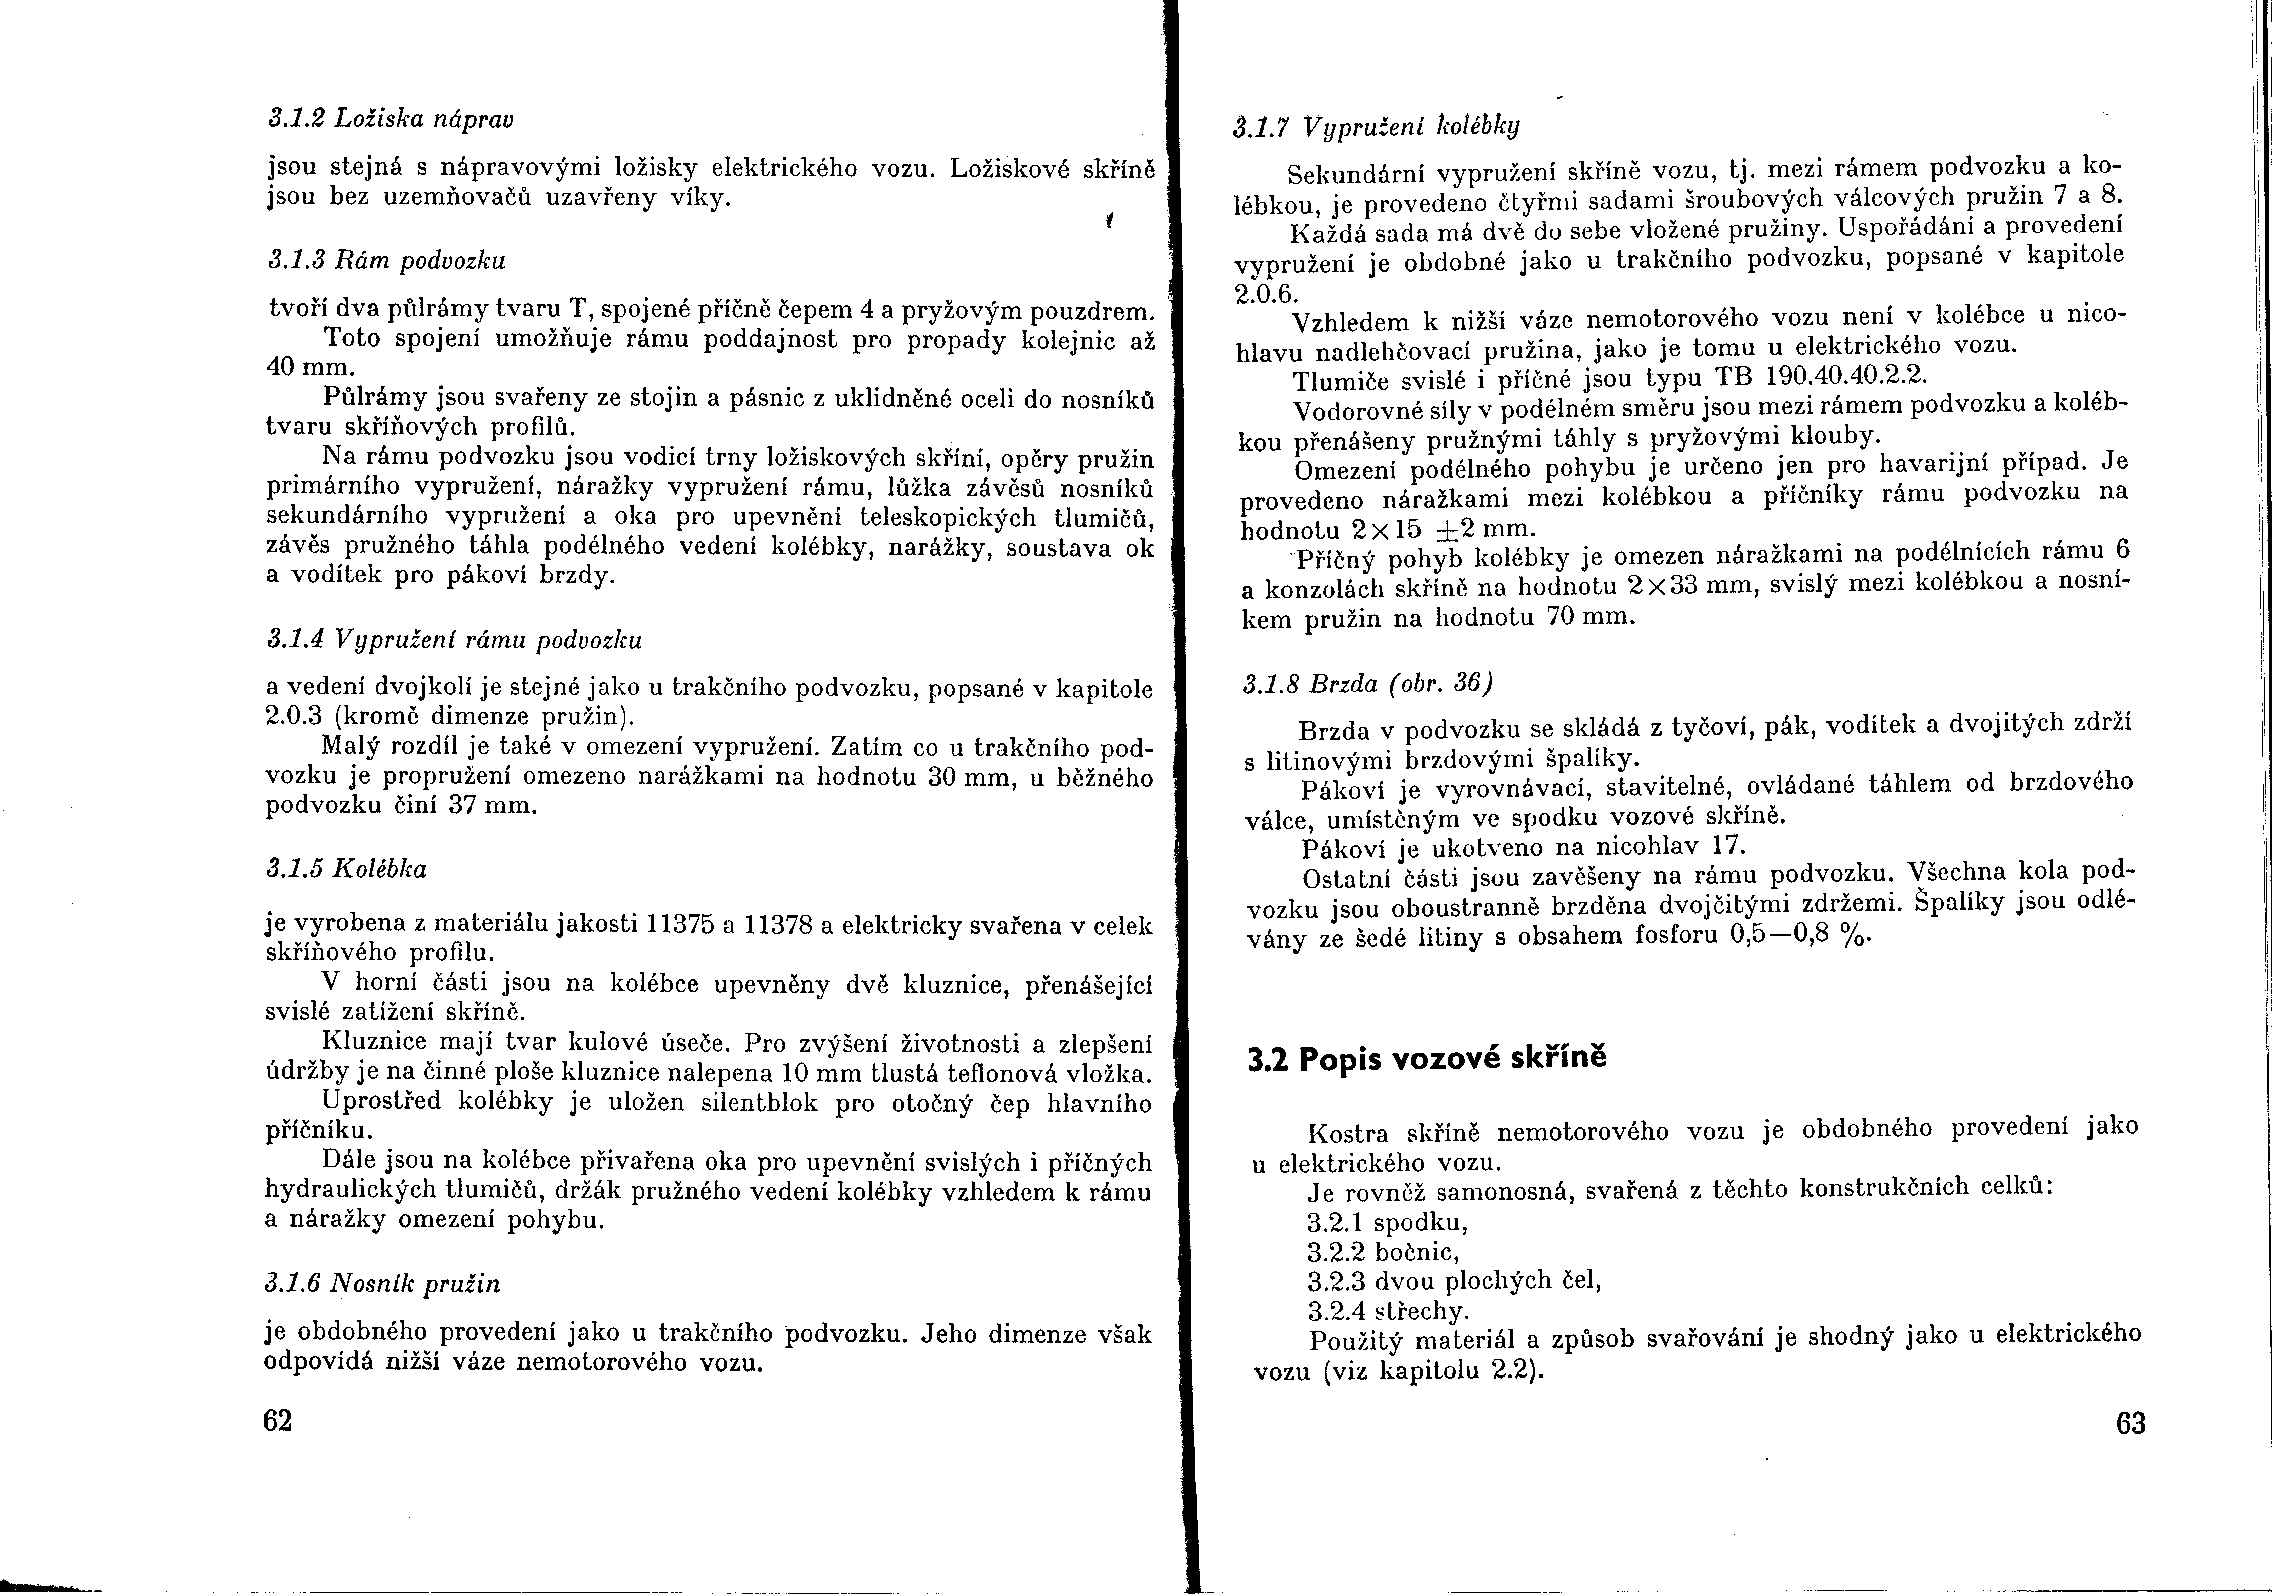 3.1.2 Ložiska náprav
jsou stejná s nápravovými ložisky elektrického vozu. Ložiskové skříně
jsou bez uzemňovačů uzavřeny víky.
3.1.3 Rám podvozku
tvoří dva půlrámy tvaru T, spojené příčně čepem 4 a pryžovým pouzdrem.
Toto spojení umožňuje rámu poddajnost pro propady kolejnic až
40 mm.
Půlrámy jsou svařeny ze stojin a pásnic z uklidněné oceli do nosníků
tvaru skříňových profilů.
Na rámu podvozku jsou vodicí trny ložiskových skříní, opěry pružin
primárního vypružení, náražky vypružení rámu, lůžka závěsů nosníků
sekundárního vypružení a oka pro upevnění teleskopických tlumičů,
závěs pružného táhla podélného vedení kolébky, narážky, soustava ok
a vodítek pro pákoví brzdy.
3.1.4 Vypružení rámu podvozku
a vedení dvojkolí je stejné jako u trakčního podvozku, popsané v kapitole
2.0.3 (kromě dimenze pružin).
Malý rozdíl je také v omezení vypružení. Zatím co u trakčního pod-
vozku je propružení omezeno narážkami na hodnotu 30 mm, u běžného
podvozku činí 37 mm.
3.1.5 Kolébka
je vyrobena z materiálu jakosti 11375 a 11378 a elektricky svařena v celek
skříňového profilu.
V horní části jsou na kolébce upevněny dvě kluznice, přenášející
svislé zatížení skříně.
Kluznice mají tvar kulové úseče. Pro zvýšení životnosti a zlepšení
údržby je na činné ploše kluznice nalepena 10 mm tlustá teflonová vložka.
Uprostřed kolébky je uložen silentblok pro otočný čep hlavního
příčníku.
Dále jsou na kolébce přivařena oka pro upevnění svislých i příčných
hydraulických tlumičů, držák pružného vedení kolébky vzhledem k rámu
a náražky omezení pohybu.
3.1.6 Nosník pružin
je obdobného provedení jako u trakčního podvozku. Jeho dimenze však
odpovídá nižší váze nemotorového vozu.
62
3.1.7 Vypružení kolébky
Sekundární vypružení skříně vozu, tj. mezi rámem podvozku a ko-
lébkou, je provedeno čtyřmi sadami šroubových válcových pružin 7 a 8.
Každá sada má dvě do sebe vložené pružiny. Uspořádání a provedení
vypružení je obdobné jako u trakčního podvozku, popsané v kapitole
2.0.6.
Vzhledem k nižší váze nemotorového vozu není v kolébce u nico-
hlavu nadlehčovací pružina, jako je tomu u elektrického vozu.
Tlumiče svislé i příčné jsou typu TB 190.40.40.2.2.
Vodorovné síly v podélném směru jsou mezi rámem podvozku a koléb-
kou přenášeny pružnými táhly s pryžovými klouby.
Omezení podélného pohybu je určeno jen pro havarijní případ. Je
provedeno náražkami mezi kolébkou a příčníky rámu podvozku na
hodnotu 2×15 ±2 mm.
Příčný pohyb kolébky je omezen náražkami na podélnících rámu 6
a konzolách skříně na hodnotu 2×33 mm, svislý mezi kolébkou a nosní-
kem pružin na hodnotu 70 mm.
3.1.8 Brzda (obr. 36)
Brzda v podvozku se skládá z tyčoví, pák, vodítek a dvojitých zdrží
s litinovými brzdovými špalíky.
Pákoví je vyrovnávací, stavitelné, ovládané táhlem od brzdového
válce, umístěným ve spodku vozové skříně.
Pákoví je ukotveno na nicohlav 17.
Ostatní části jsou zavěšeny na rámu podvozku. Všechna kola pod-
vozku jsou oboustranně brzděna dvojčitými zdržemi. Špalíky jsou odlé-
vány ze šedé litiny s obsahem fosforu 0,5—0,8 %.
3.2 Popis vozové skříně
Kostra skříně nemotorového vozu je obdobného provedení jako
u elektrického vozu.
Je rovněž samonosná, svařená z těchto konstrukčních celků:
3.2.1 spodku,
3.2.2 bočnic,
3.2.3 dvou plochých čel,
3.2.4 střechy.
Použitý materiál a způsob svařování je shodný jako u elektrického
vozu (viz kapitolu 2.2).
63